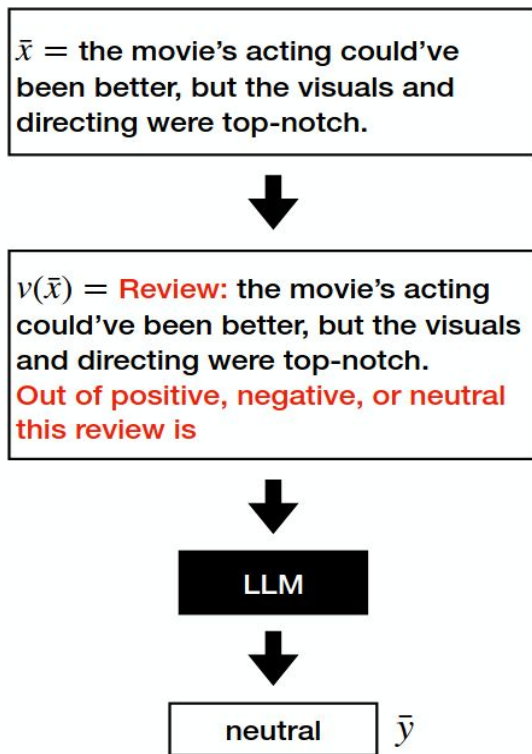 x̄ = the movie's acting could've
been better, but the visuals and
directing were top-notch.
v(x̄) = Review: the movie's acting
could've been better, but the visuals
and directing were top-notch.
Out of positive, negative, or neutral
this review is
LLM
neutral ȳ